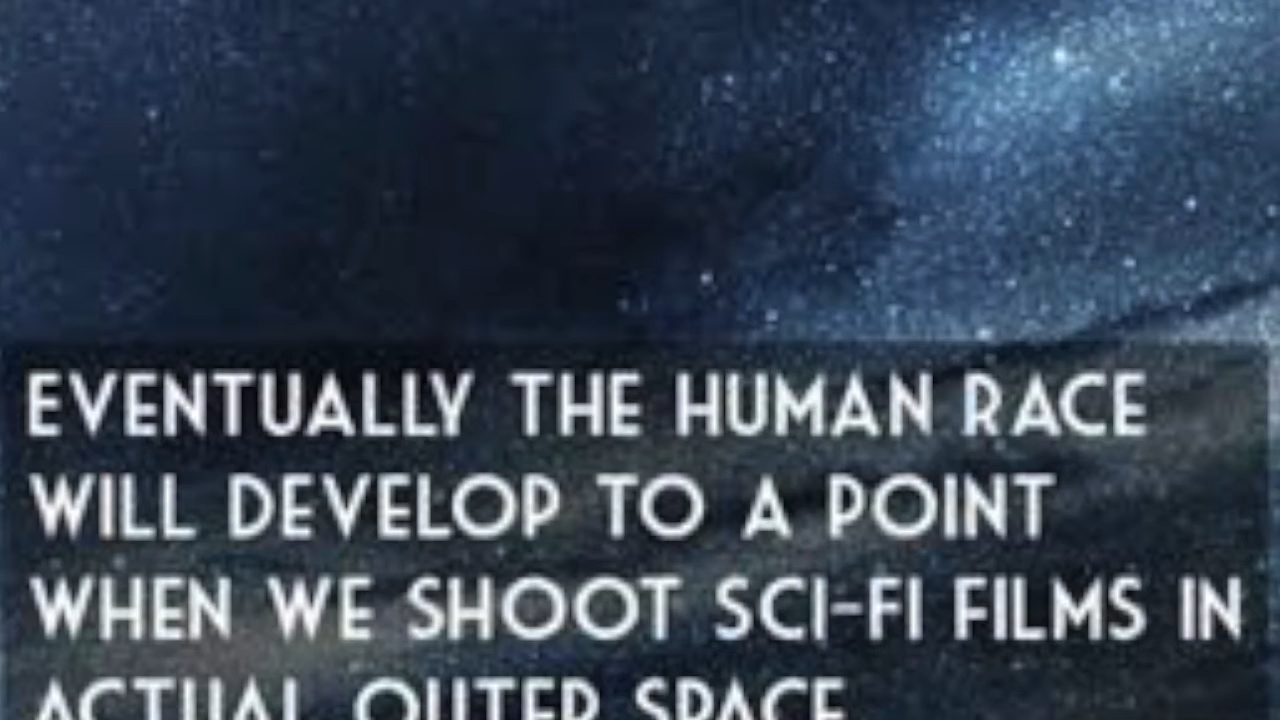 EVENTUALLY THE HUMAN RACE
WILL DEVELOP TO A POINT
WHEN WE SHOOT SCI-FI FILMS IN
ACTUAL OUTER SPACE